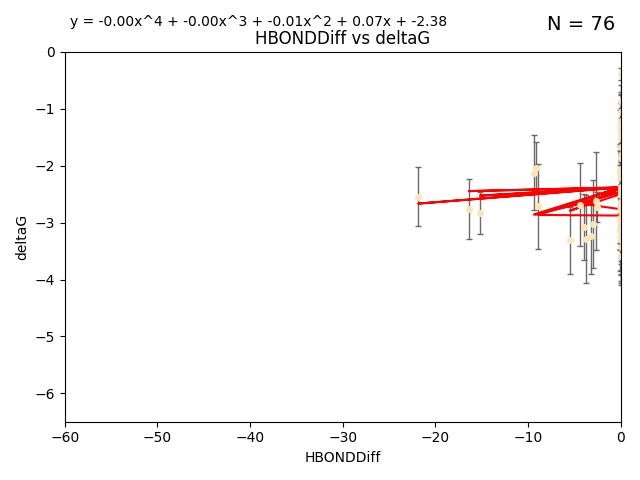 y = -0.00x^4 + -0.00x^3 + -0.01x^2 + 0.07x + -2.38
N = 76
HBONDDiff vs deltaG
0
−1
−2
−3
−4
−5
−6
deltaG
−60 −50 −40 −30 −20 −10 0
HBONDDiff